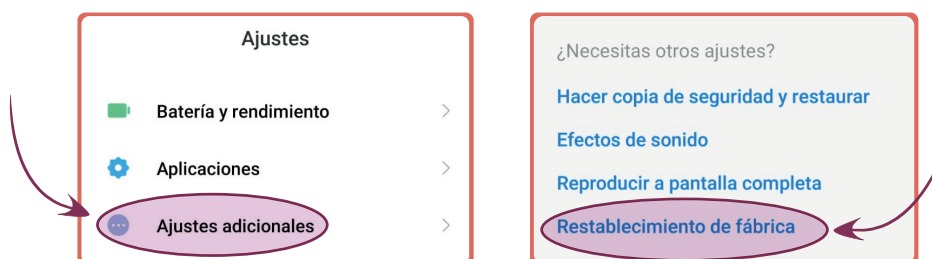 Ajustes
Batería y rendimiento
Aplicaciones
Ajustes adicionales
¿Necesitas otros ajustes?
Hacer copia de seguridad y restaurar
Efectos de sonido
Reproducir a pantalla completa
Restablecimiento de fábrica